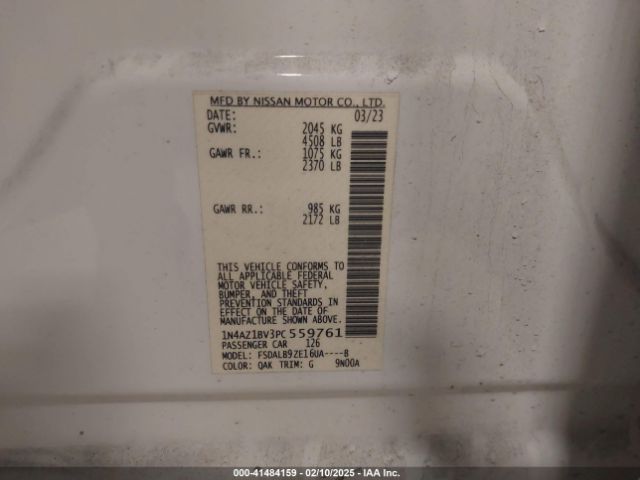 MFD BY NISSAN MOTOR CO., LTD.
DATE: 03/23
GVWR: 2045 KG
4508 LB
GAWR FR.: 1075 KG
2370 LB
GAWR RR.: 985 KG
2172 LB
THIS VEHICLE CONFORMS TO
ALL APPLICABLE FEDERAL
MOTOR VEHICLE SAFETY,
BUMPER, AND THEFT
PREVENTION STANDARDS IN
EFFECT ON THE DATE OF
MANUFACTURE SHOWN ABOVE.
1N4AZ1BV3PC559761
PASSENGER CAR 126
MODEL: FSDALB9ZE16UA----B
COLOR: QAK TRIM: G 9N00A
000-41484159 — 02/10/2025 — IAA Inc.